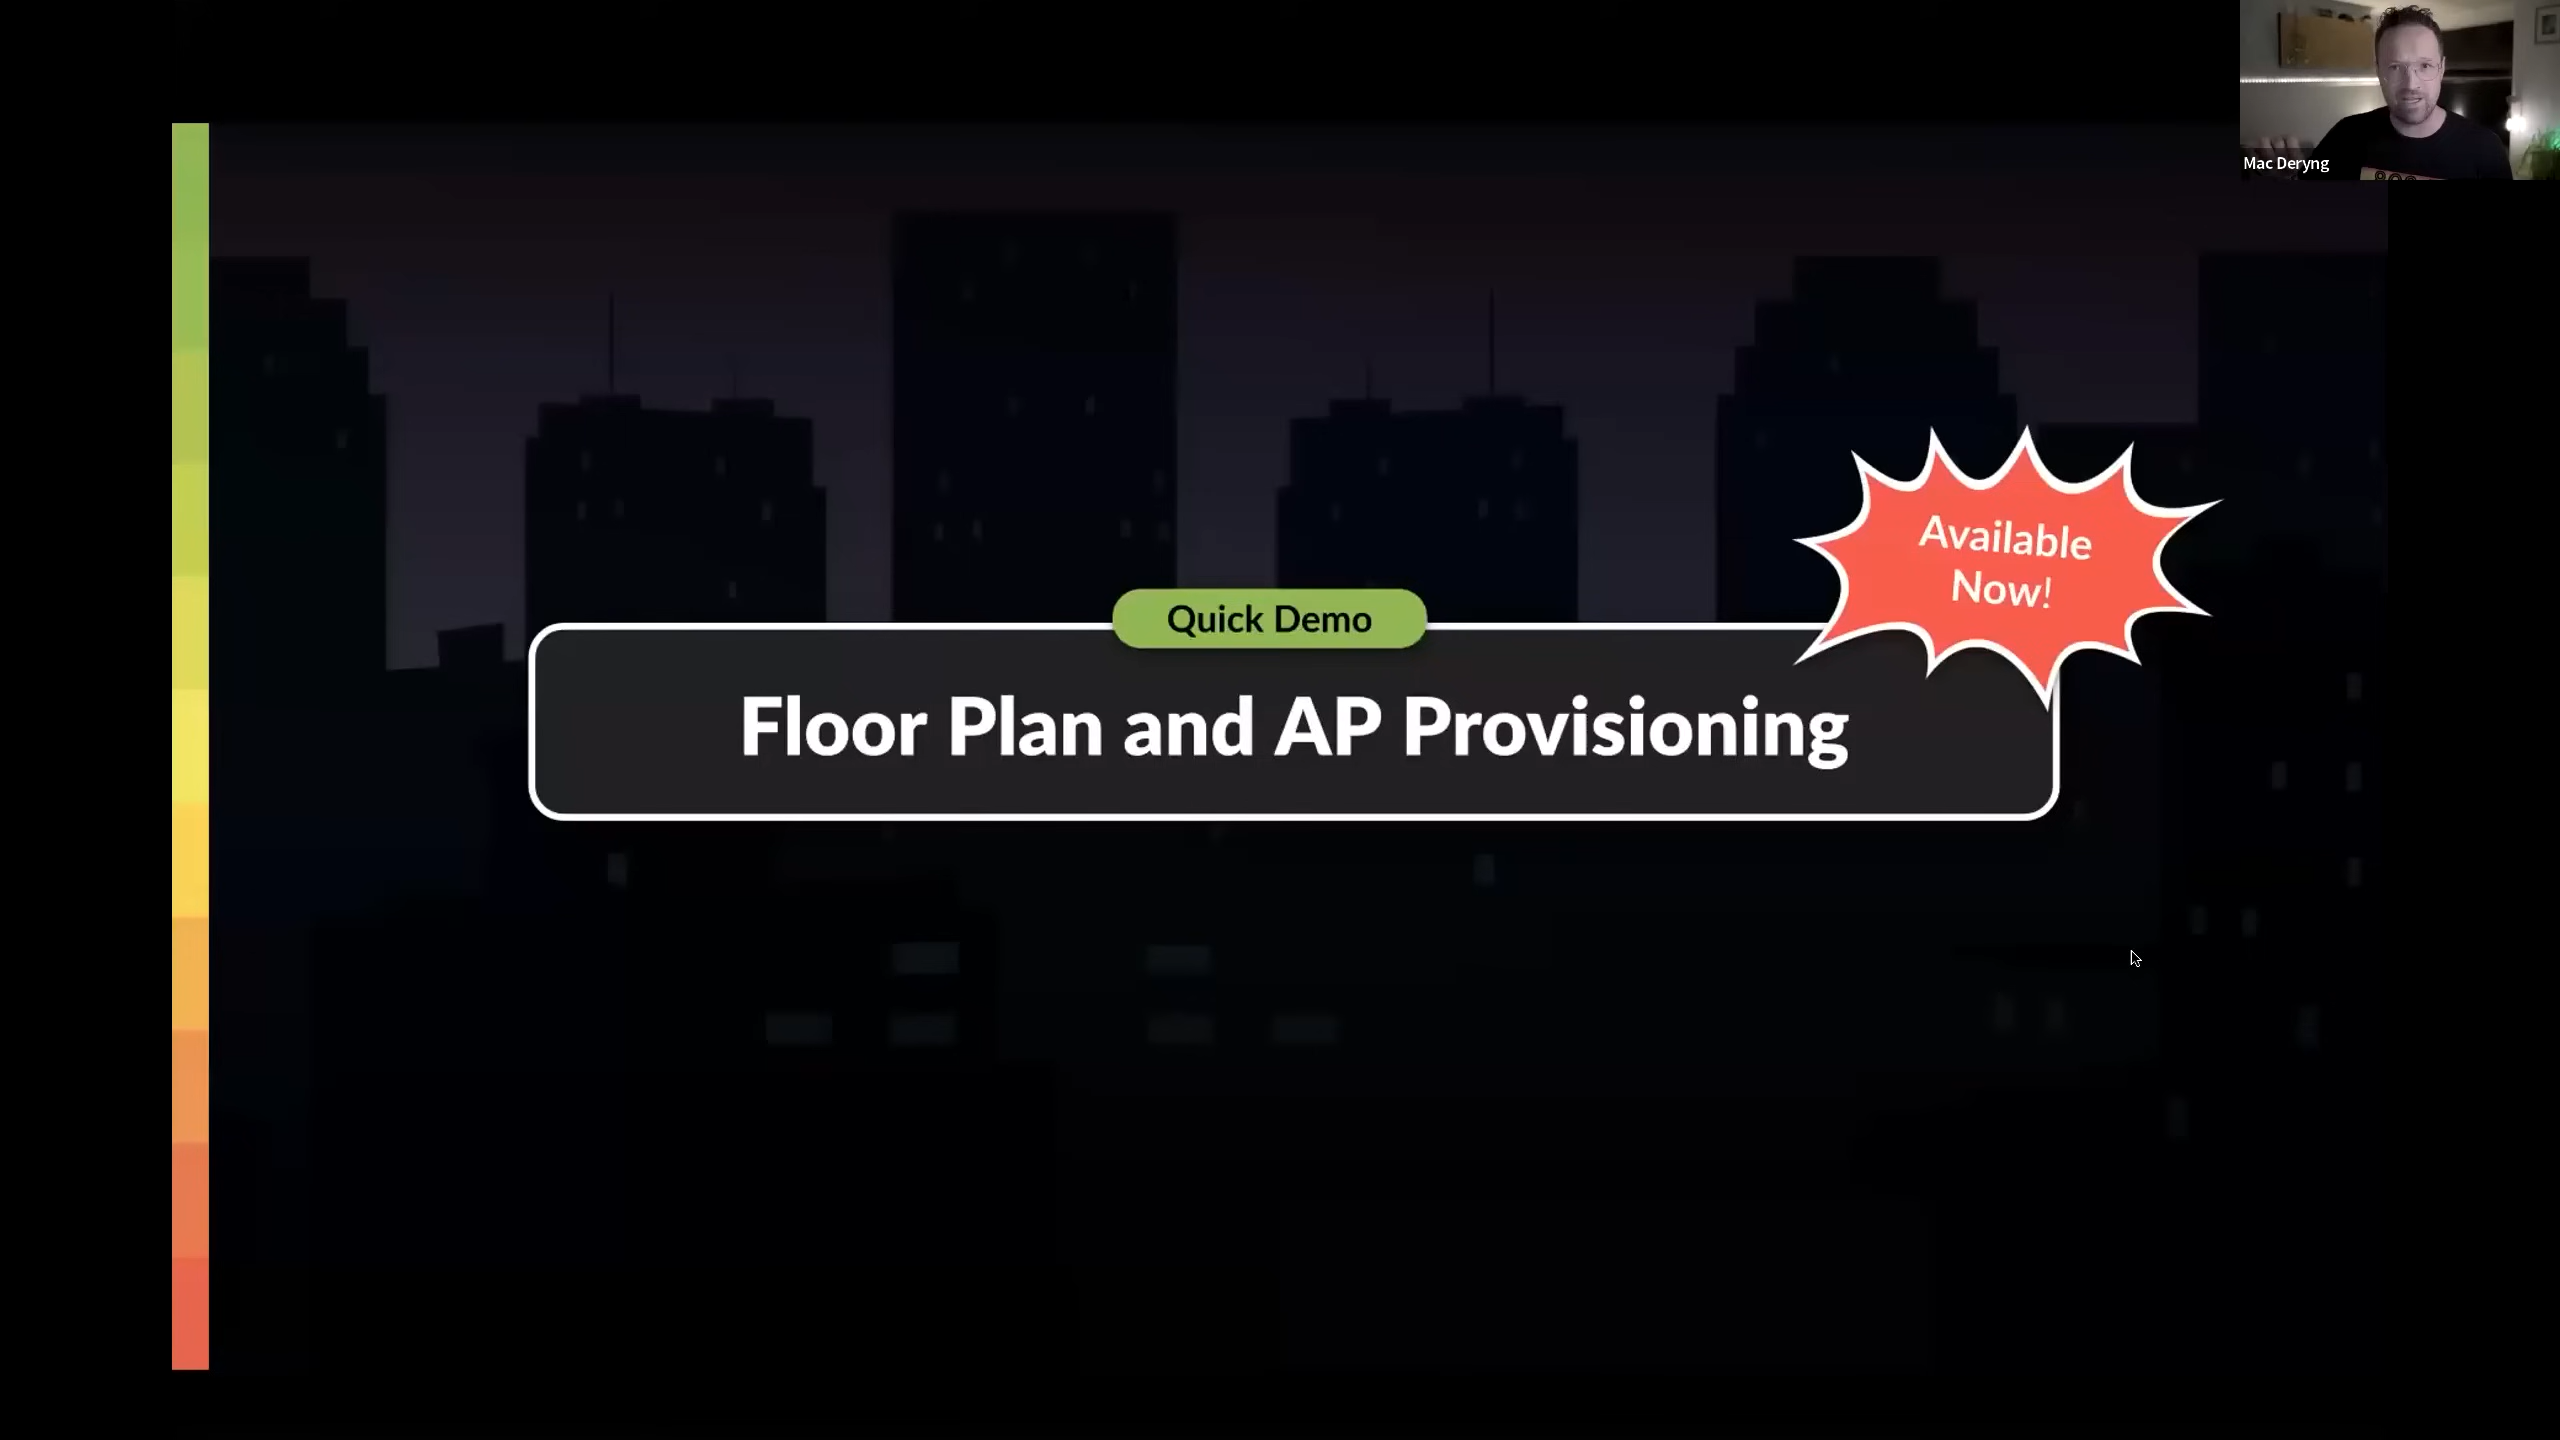 Mac Deryng
Available
Now!
Quick Demo
Floor Plan and AP Provisioning